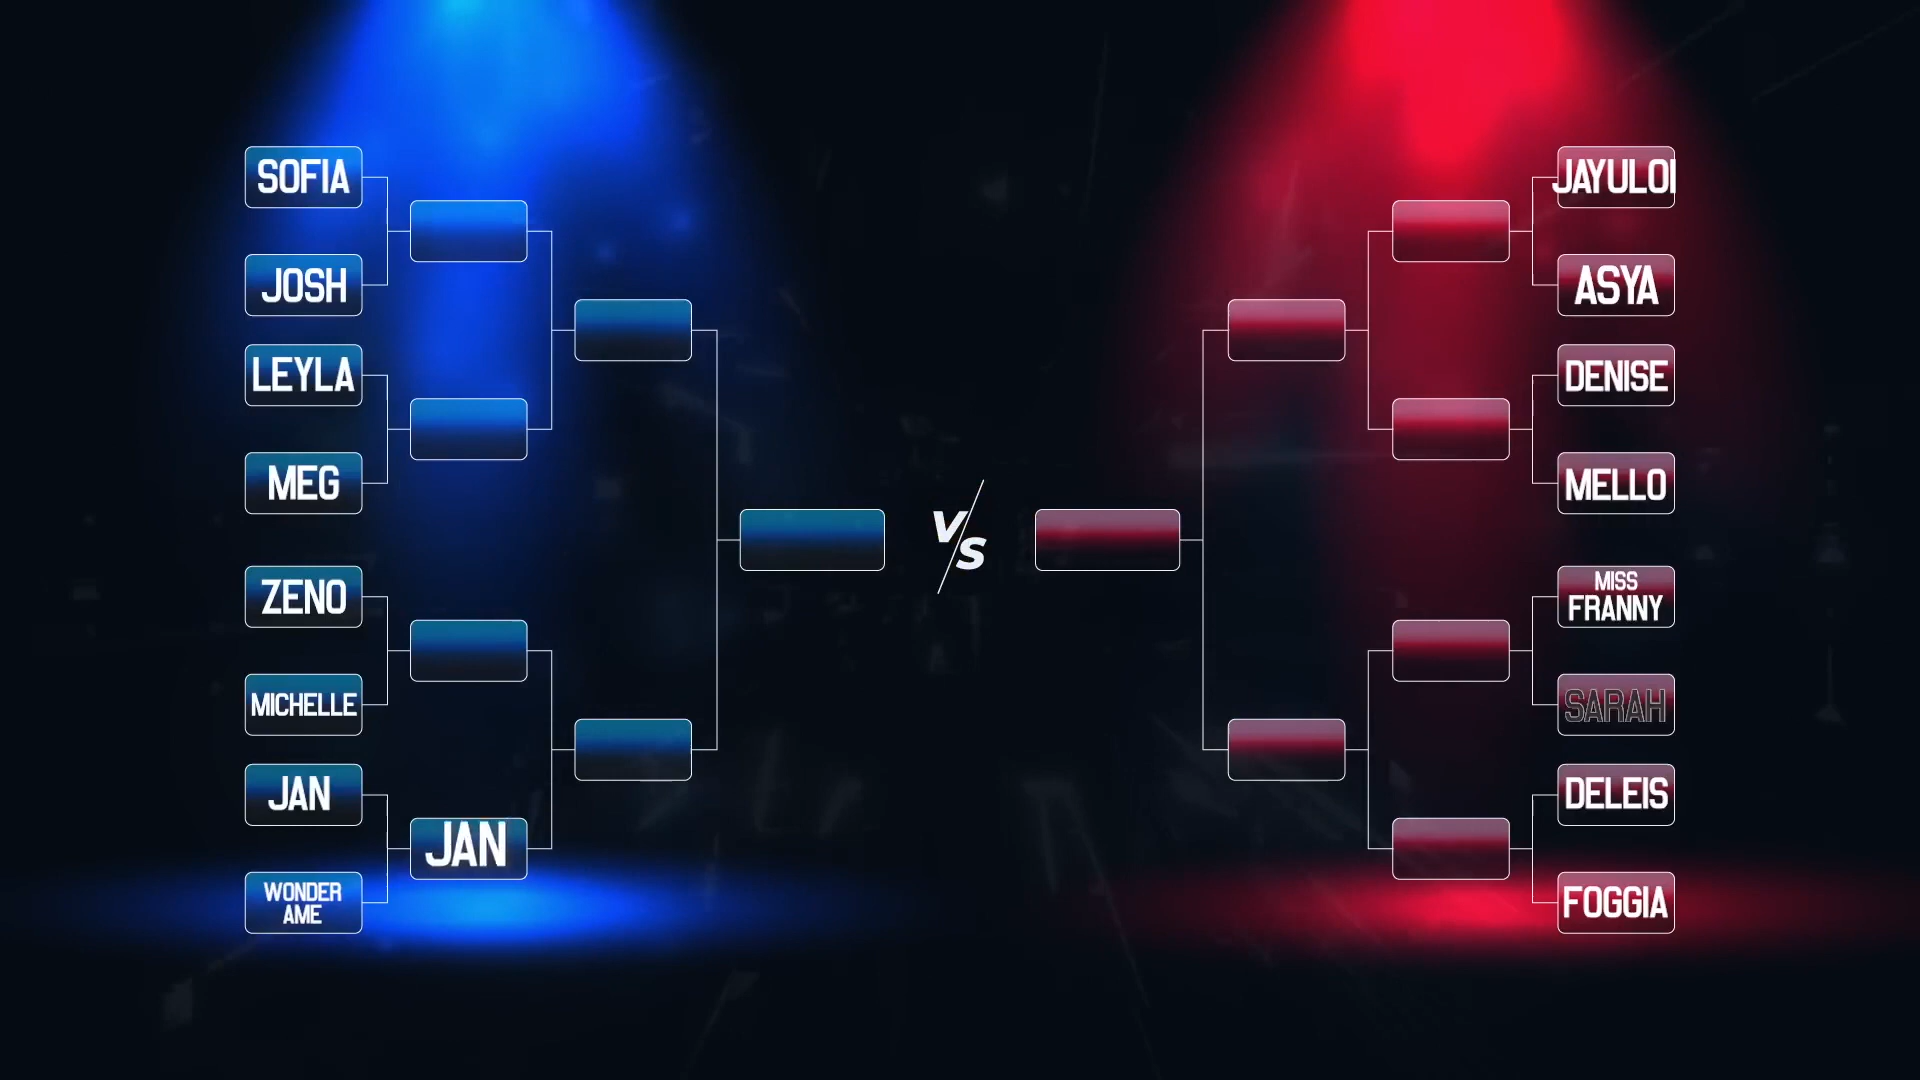 SOFIA
JOSH
LEYLA
MEG
ZENO
MICHELLE
JAN
WONDER
AME
JAN
VS
JAYULOI
ASYA
DENISE
MELLO
MISS
FRANNY
SARAH
DELEIS
FOGGIA